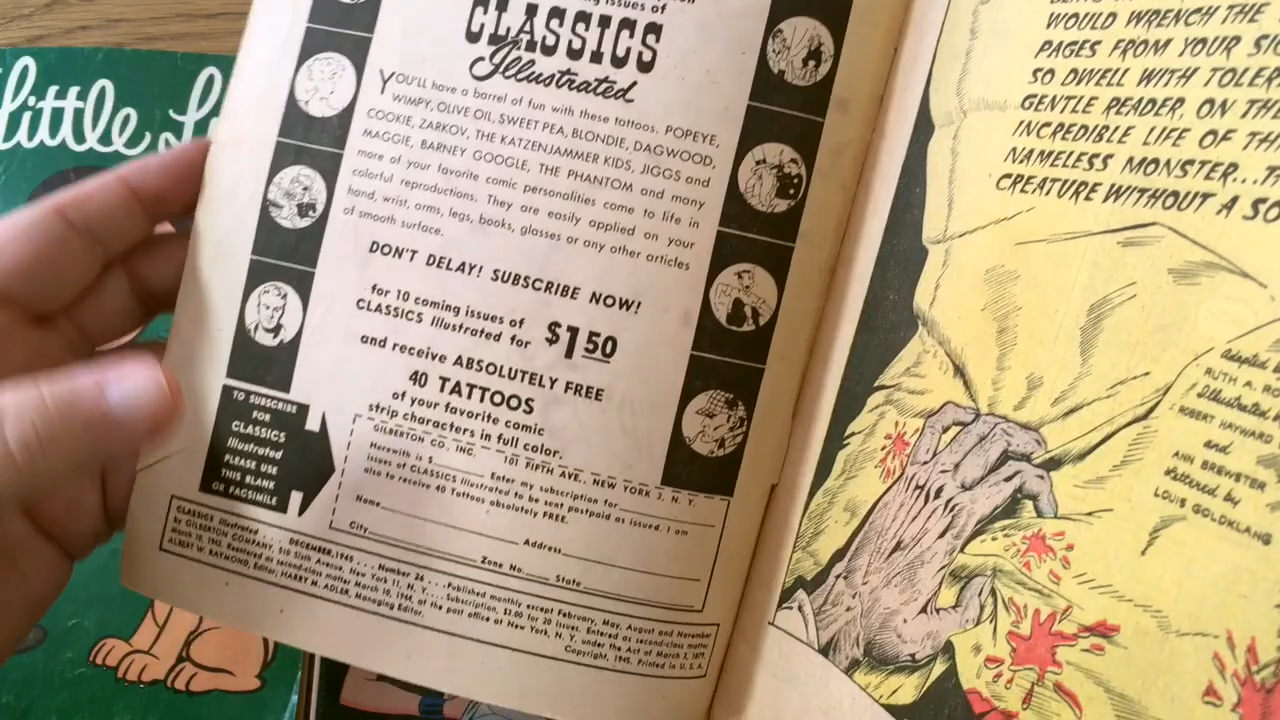 Little L
issues of
CLASSICS
Illustrated
YOU'LL have a barrel of fun with these tattoos. POPEYE,
WIMPY, OLIVE OIL, SWEET PEA, BLONDIE, DAGWOOD,
COOKIE, ZARKOV, THE KATZENJAMMER KIDS, JIGGS and
MAGGIE, BARNEY GOOGLE, THE PHANTOM and many
more of your favorite comic personalities come to life in
colorful reproductions. They are easily applied on your
hand, wrist, arms, legs, books, glasses or any other articles
of smooth surface.
DON'T DELAY! SUBSCRIBE NOW!
for 10 coming issues of
CLASSICS Illustrated for $1 50
and receive ABSOLUTELY FREE
40 TATTOOS
of your favorite comic
strip characters in full color.
TO SUBSCRIBE
FOR
CLASSICS
Illustrated
PLEASE USE
THIS BLANK
OR FACSIMILE
GILBERTON CO., INC. 101 FIFTH AVE., NEW YORK 3, N. Y.
Herewith is $ Enter my subscription for
issues of CLASSICS Illustrated to be sent postpaid as issued. I am
also to receive 40 Tattoos absolutely FREE.
Name Address
City Zone No. State
CLASSICS Illustrated . . . DECEMBER, 1945 . . . Number 26 . . . Published monthly except February, May, August and November
by GILBERTON COMPANY, 510 Sixth Avenue, New York 11, N. Y. . . . Subscription, $3.00 for 20 issues. Entered as second-class matter
March 10, 1943. Reentered as second-class matter March 10, 1944, at the post office at New York, N. Y. under the Act of March 3, 1879.
ALBERT W. RAYMOND, Editor; HARRY M. ADLER, Managing Editor. Copyright, 1945. Printed in U. S. A.
WOULD WRENCH THE
PAGES FROM YOUR SIG
SO DWELL WITH TOLER
GENTLE READER, ON THE
INCREDIBLE LIFE OF TH
NAMELESS MONSTER...TH
CREATURE WITHOUT A SO
Adapted b
RUTH A. RO
Illustrated
ROBERT HAYWARD
and
ANN BREWSTER
Lettered by
LOUIS GOLDKLANG